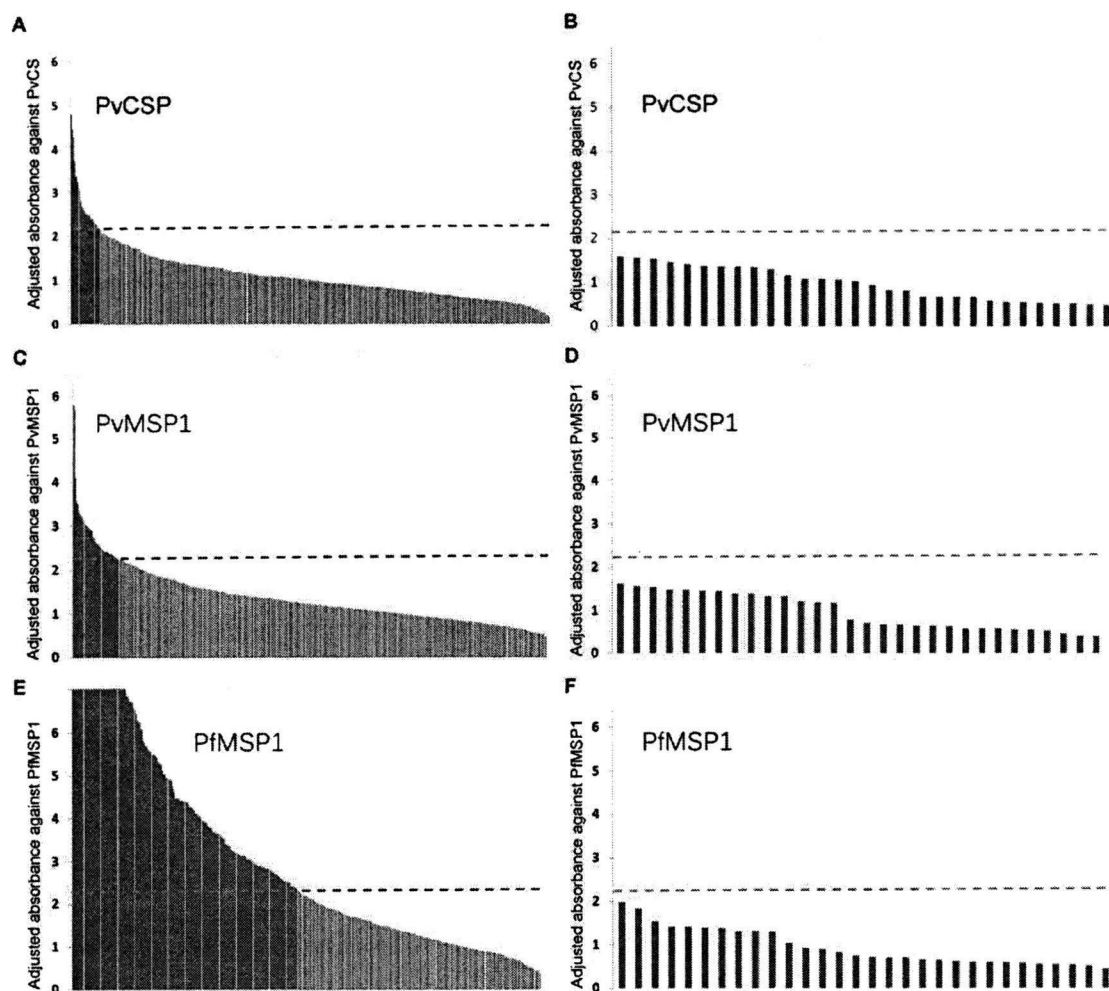 A
Adjusted absorbance against PvCS
6
5
4
3
2
1
0
PvCSP
B
Adjusted absorbance against PvCS
6
5
4
3
2
1
0
PvCSP
C
Adjusted absorbance against PvMSP1
6
5
4
3
2
1
0
PvMSP1
D
Adjusted absorbance against PvMSP1
6
5
4
3
2
1
0
PvMSP1
E
Adjusted absorbance against PfMSP1
6
5
4
3
2
1
0
PfMSP1
F
Adjusted absorbance against PfMSP1
6
5
4
3
2
1
0
PfMSP1